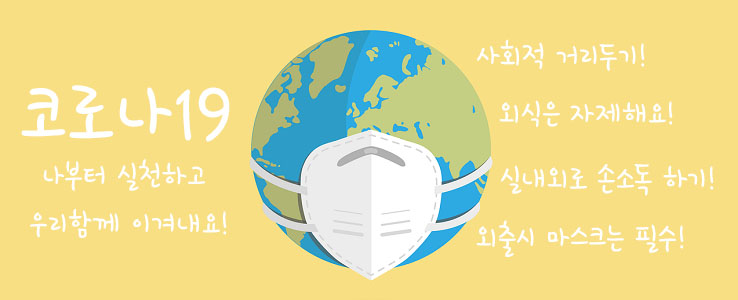 코로나19
나부터 실천하고
우리함께 이겨내요!
사회적 거리두기!
외식은 자제해요!
실내외로 손소독 하기!
외출시 마스크는 필수!